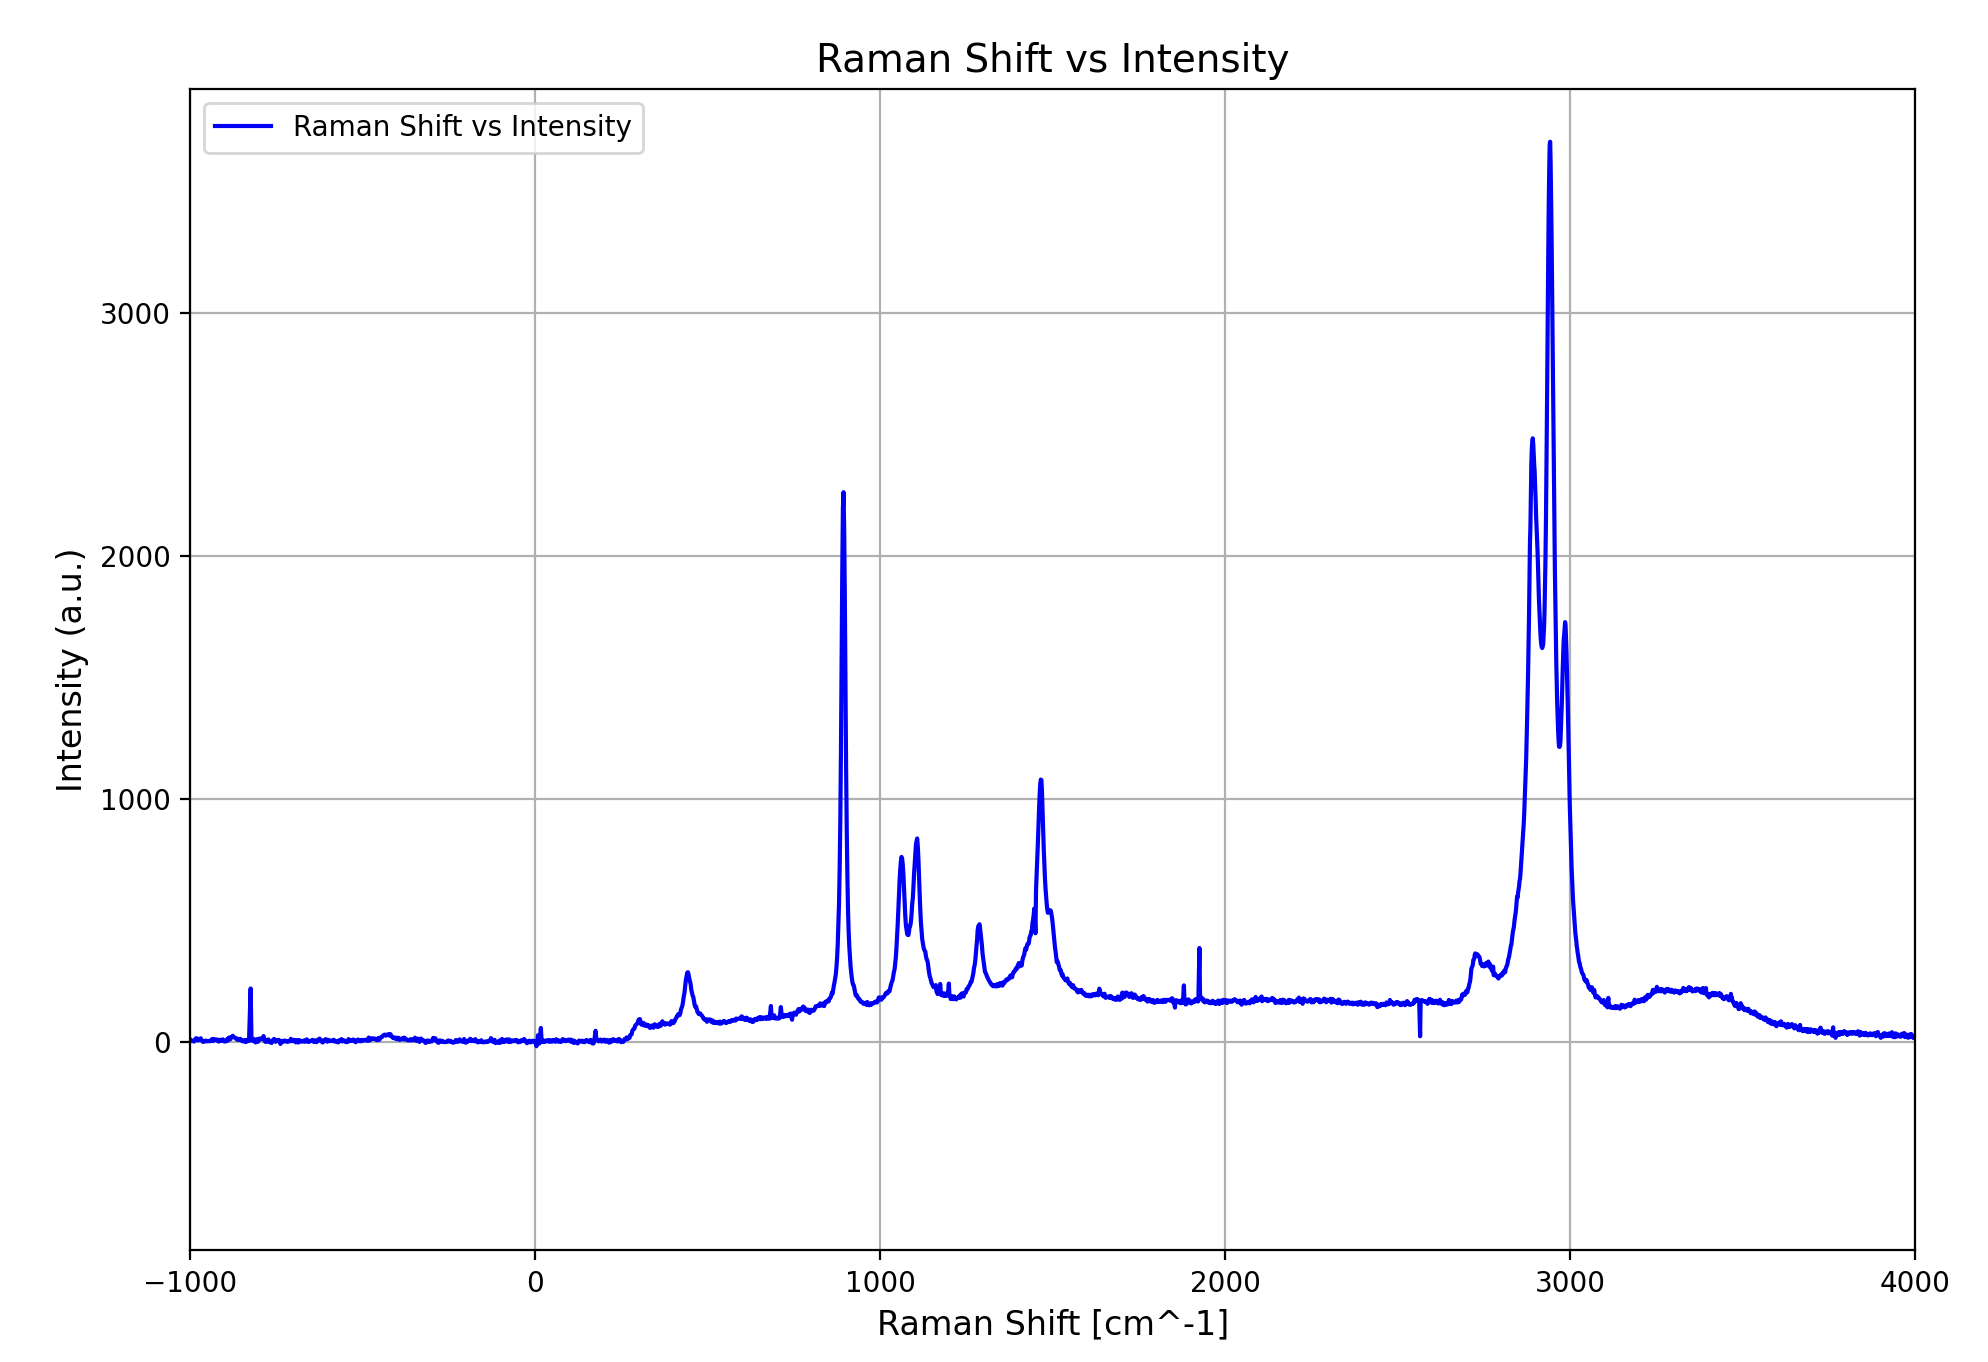 Raman Shift vs Intensity
Raman Shift vs Intensity
3000
2000
1000
0
Intensity (a.u.)
−1000 0 1000 2000 3000 4000
Raman Shift [cm^-1]